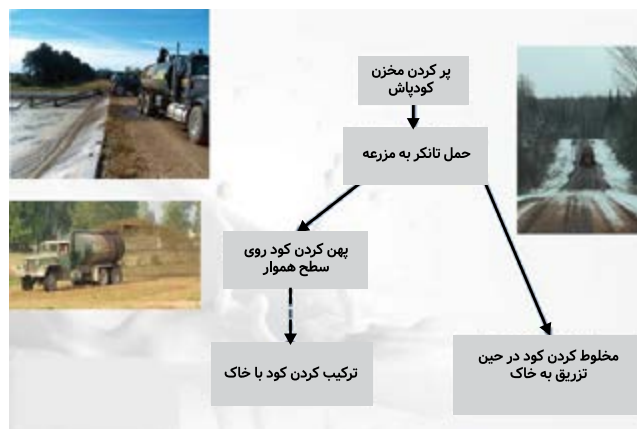 پر کردن مخزن
کودپاش
حمل تانکر به مزرعه
پهن کردن کود روی
سطح هموار
ترکیب کردن کود با خاک
مخلوط کردن کود در حین
تزریق به خاک